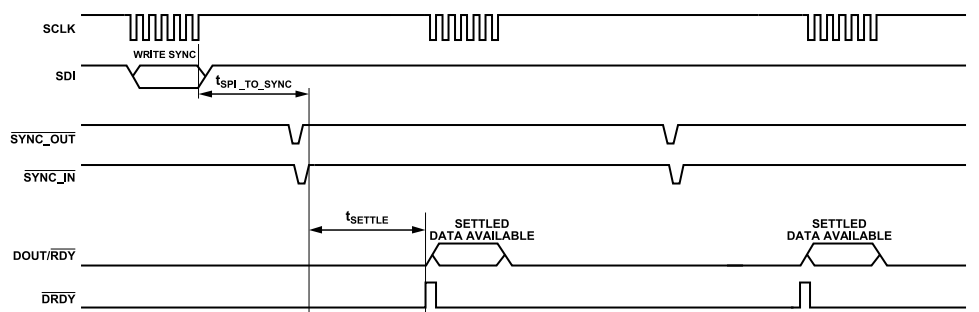 SCLK
WRITE SYNC
SDI
tSPI_TO_SYNC
SYNC_OUT
SYNC_IN
tSETTLE
SETTLED
DATA AVAILABLE
SETTLED
DATA AVAILABLE
DOUT/RDY
DRDY